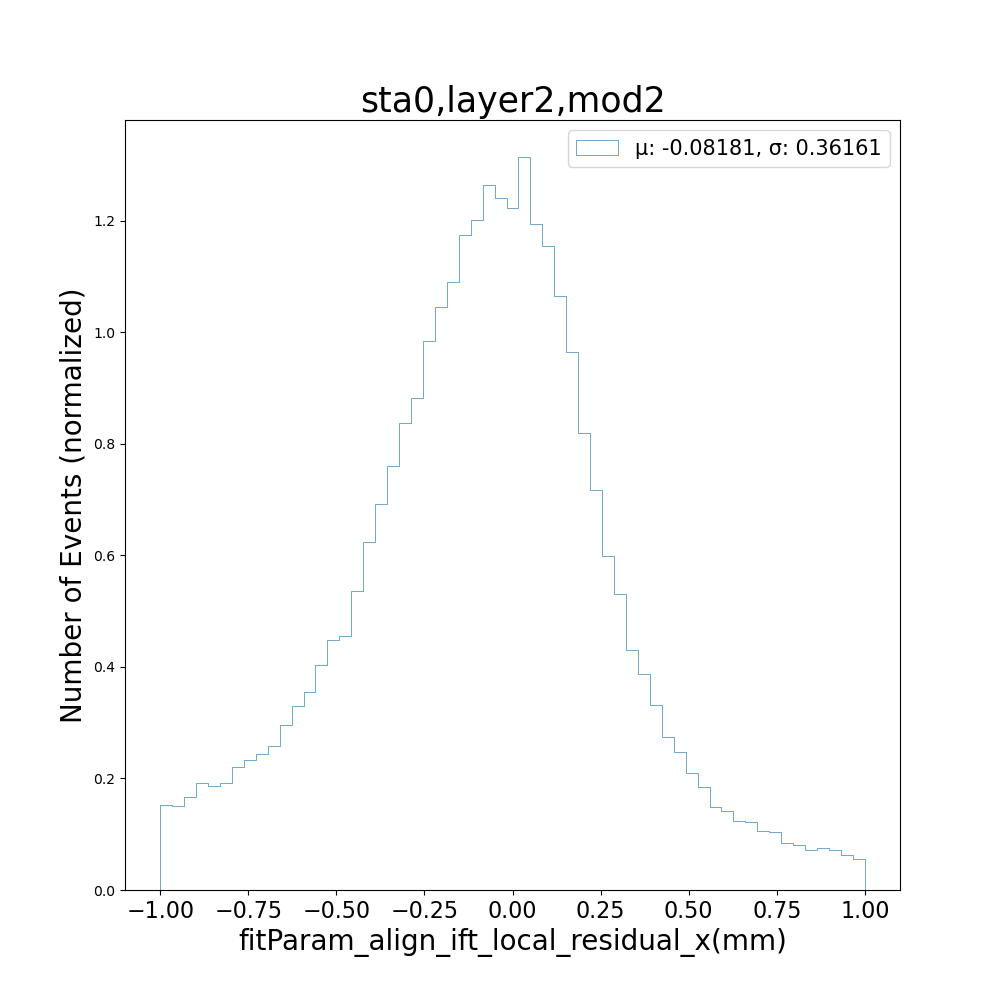 sta0,layer2,mod2
μ: -0.08181, σ: 0.36161
Number of Events (normalized)
1.2
1.0
0.8
0.6
0.4
0.2
0.0
−1.00 −0.75 −0.50 −0.25 0.00 0.25 0.50 0.75 1.00
fitParam_align_ift_local_residual_x(mm)